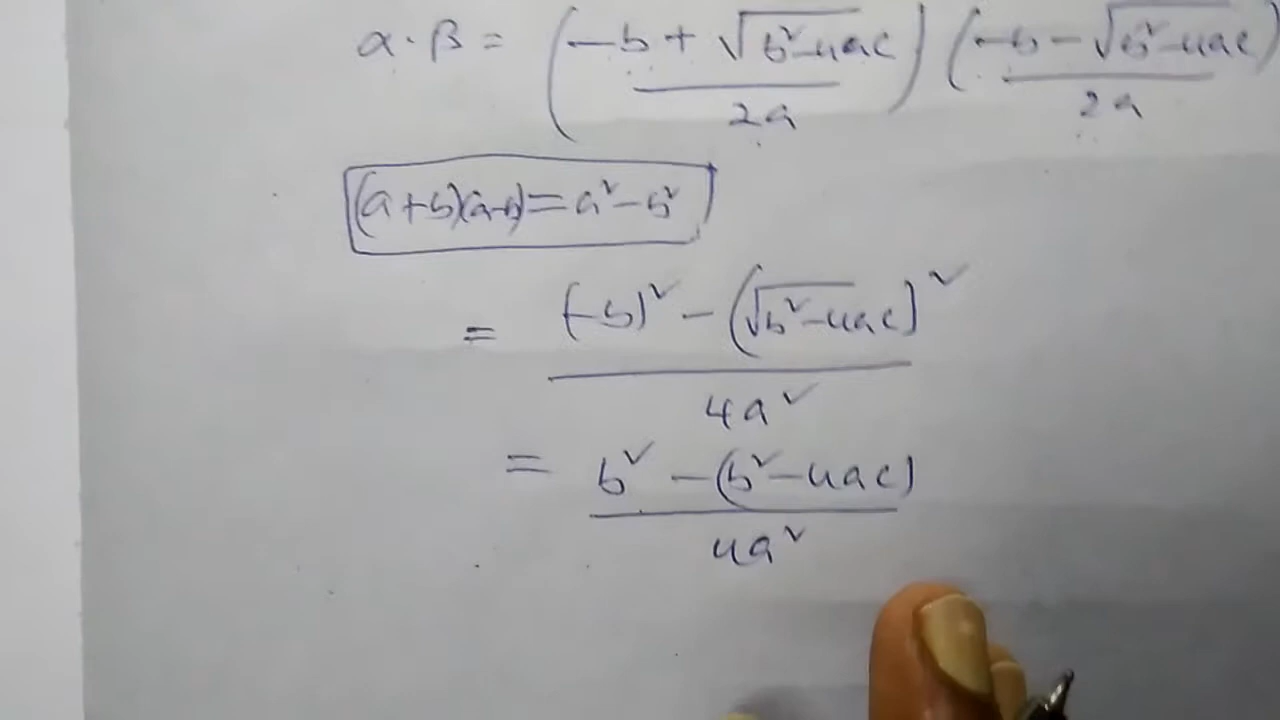 α·β = (-b + √b²-4ac / 2a) (-b - √b²-4ac / 2a)
(a+b)(a-b) = a² - b²
= (-b)² - (√b²-4ac)² / 4a²
= b² - (b²-4ac) / 4a²